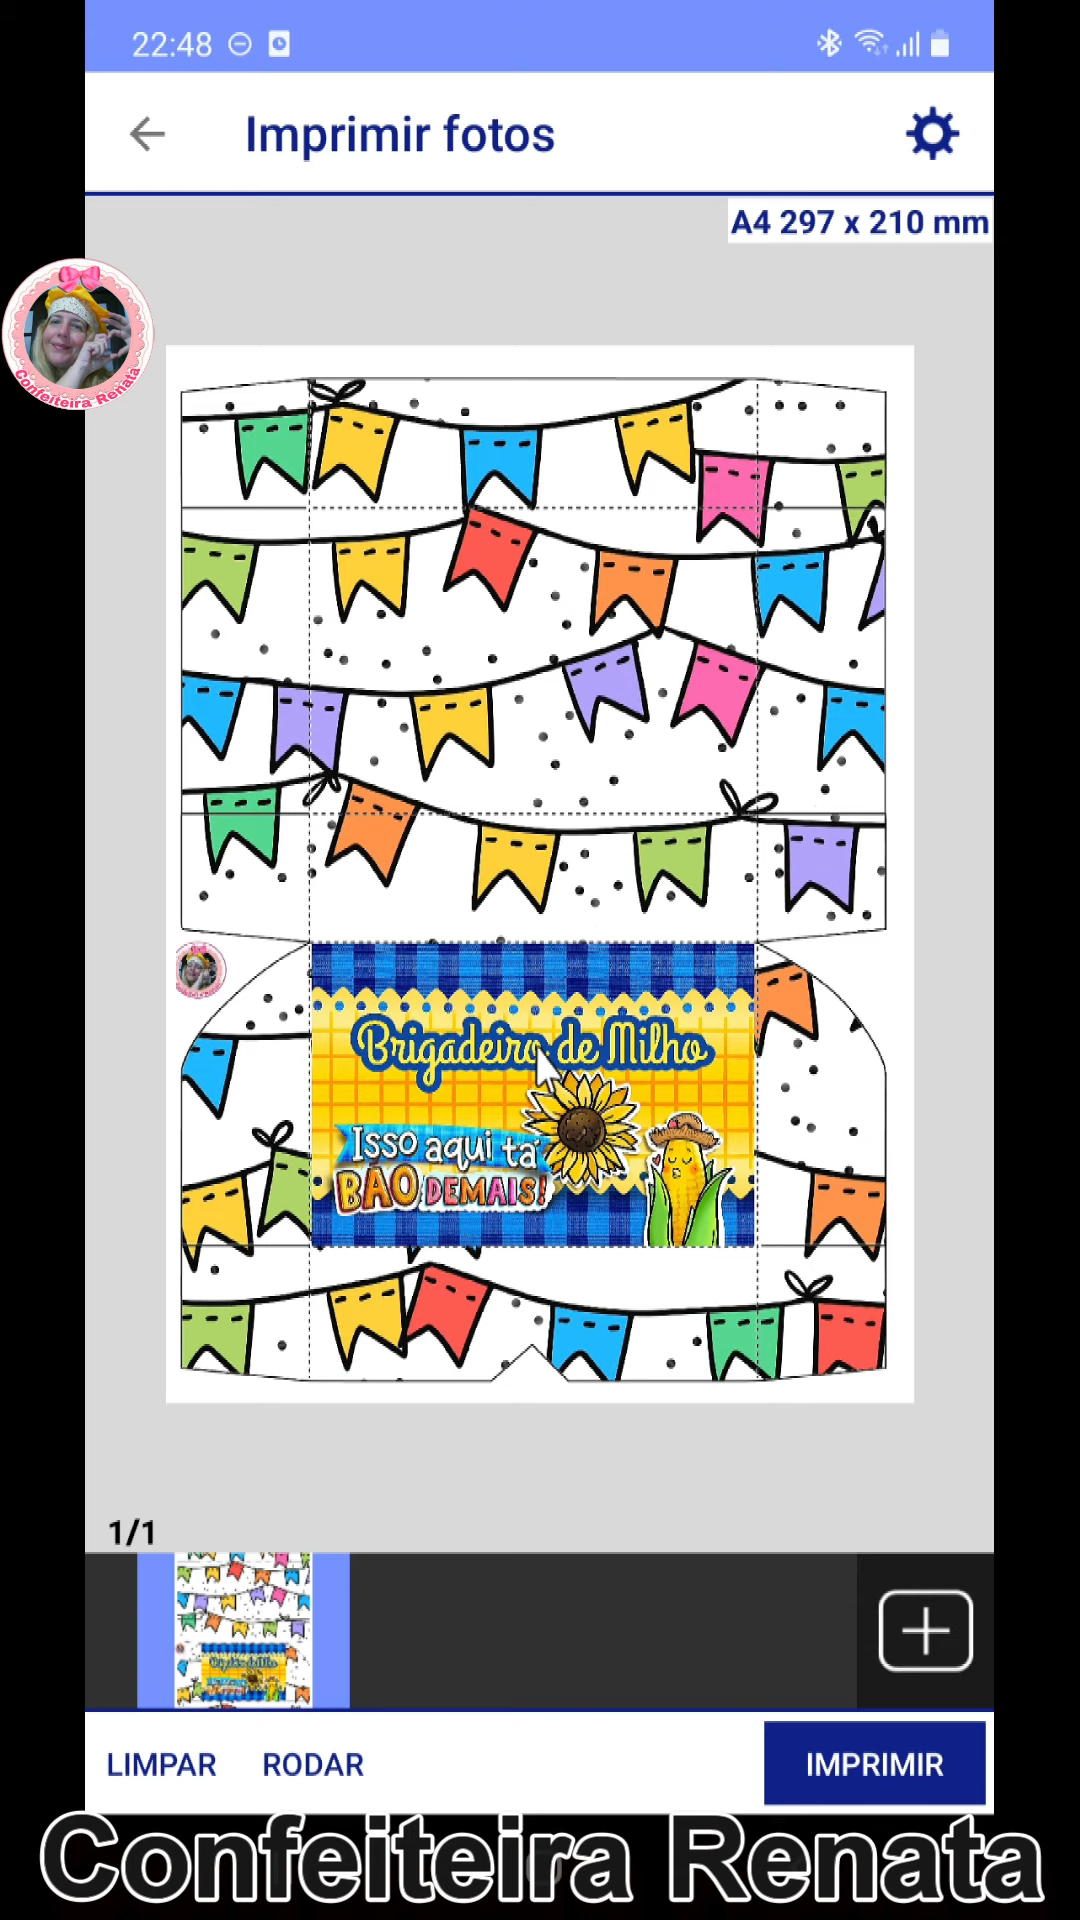 22:48
Imprimir fotos
A4 297 x 210 mm
Confeiteira Renata
Brigadeiro de Milho
Isso aqui tá
BÃO DEMAIS!
1/1
LIMPAR RODAR IMPRIMIR
Confeiteira Renata